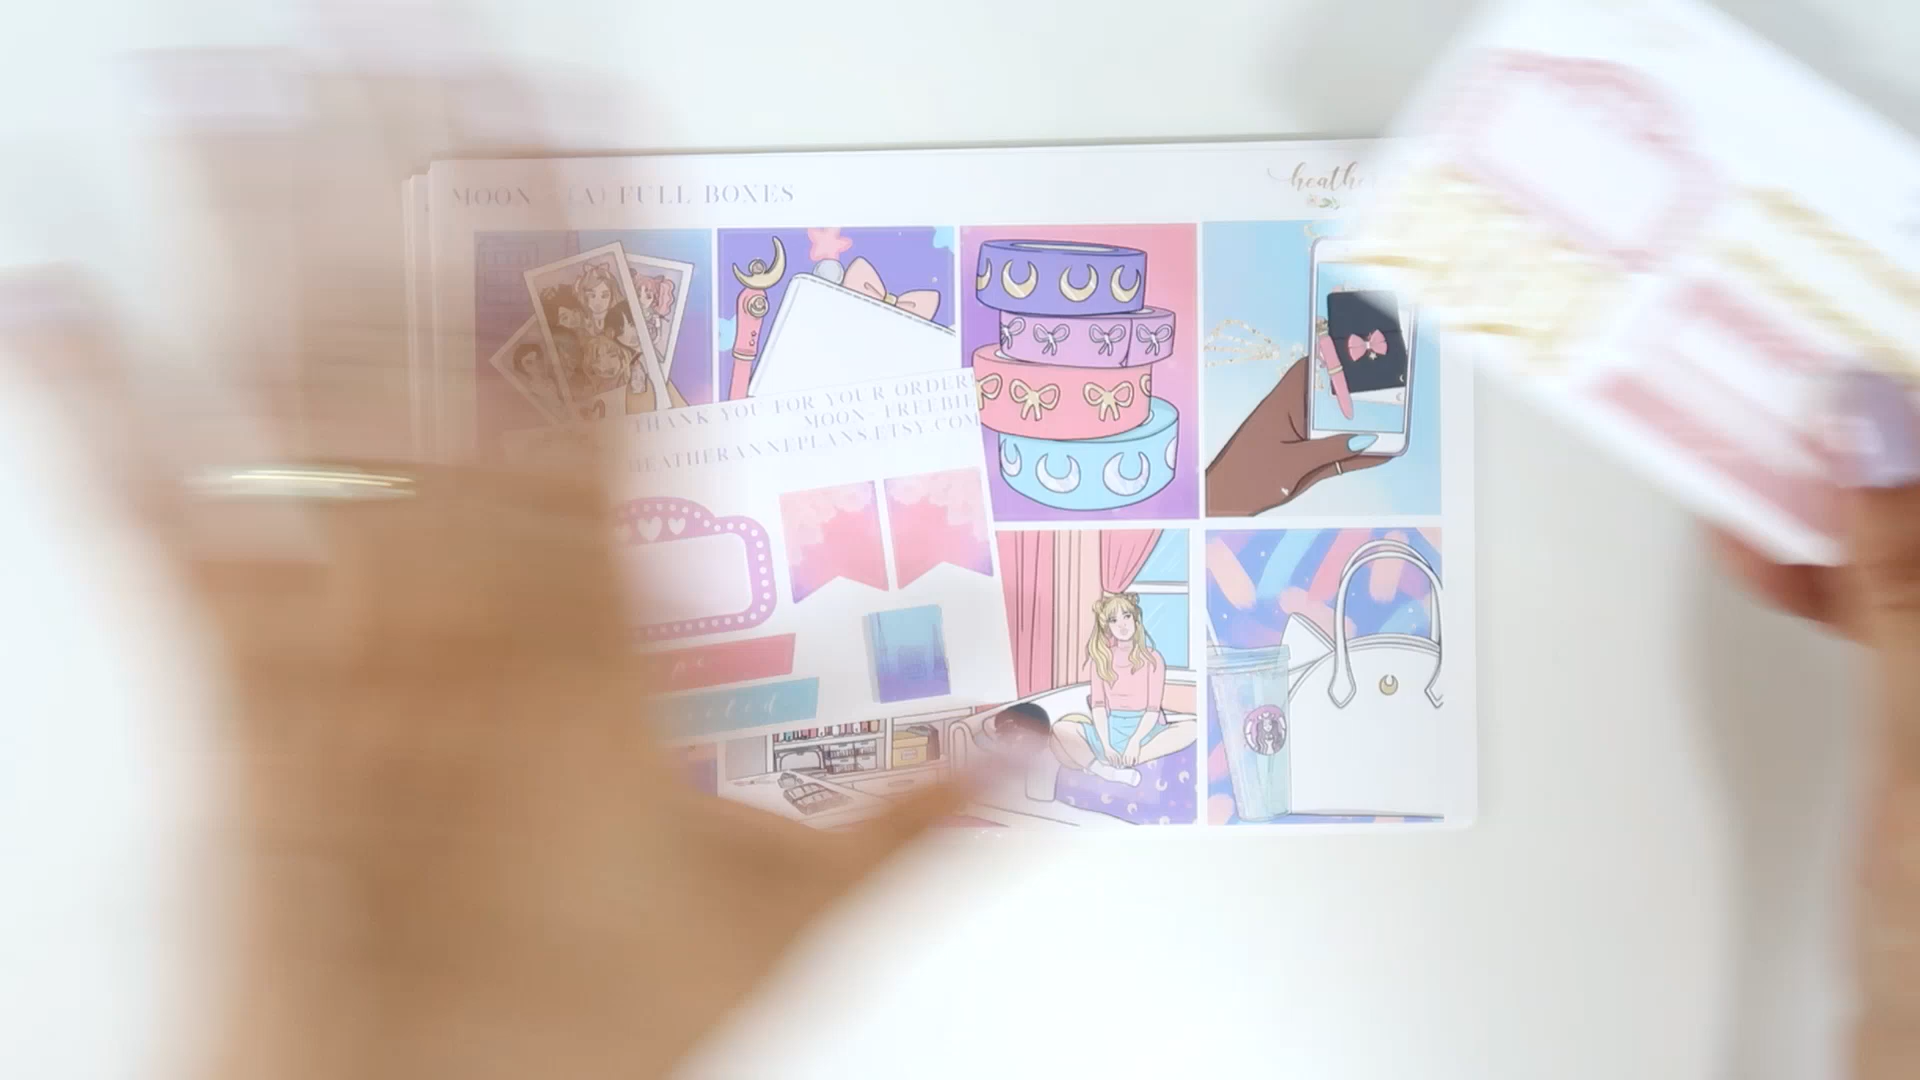 MOON - (A) FULL BOXES
THANK YOU FOR YOUR ORDER!
MOON - FREEBIE
HEATHERANNEPLANS.ETSY.COM